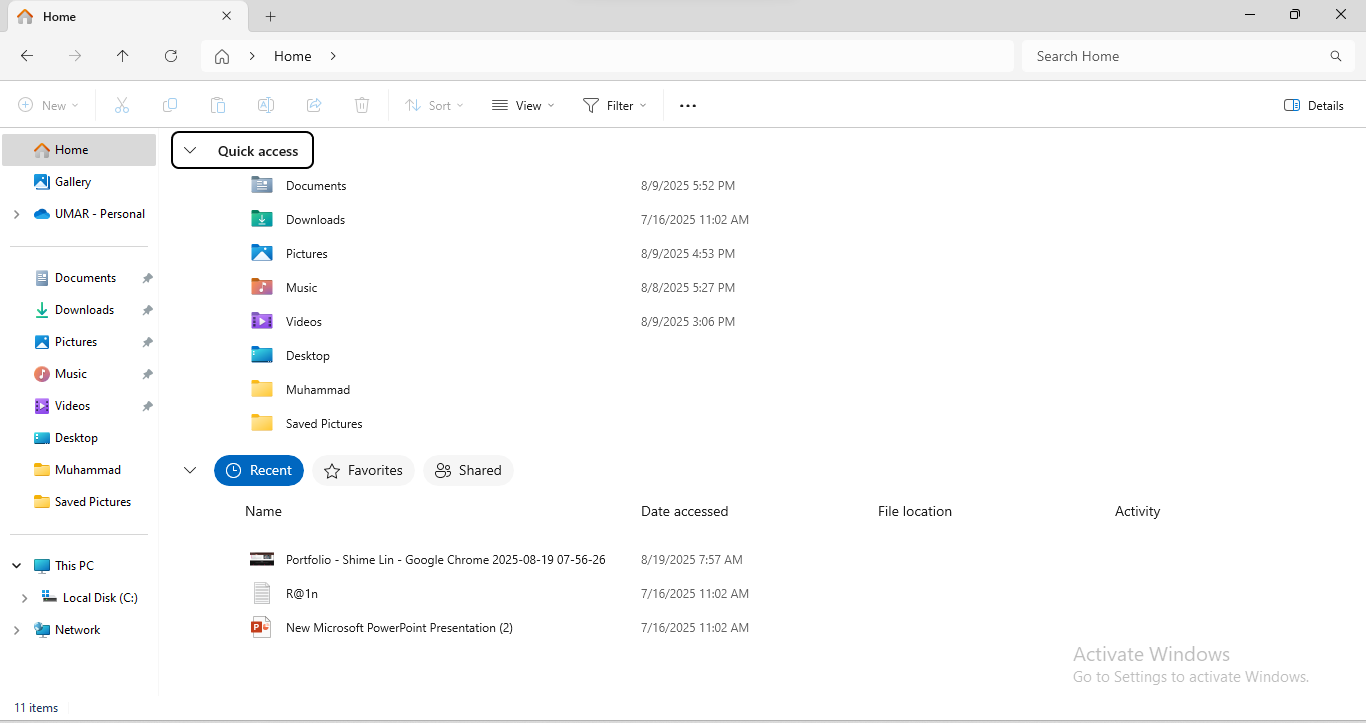 Home
Home
Search Home
New
Sort
View
Filter
Details
Home
Gallery
UMAR - Personal
Documents
Downloads
Pictures
Music
Videos
Desktop
Muhammad
Saved Pictures
This PC
Local Disk (C:)
Network
Quick access
Documents 8/9/2025 5:52 PM
Downloads 7/16/2025 11:02 AM
Pictures 8/9/2025 4:53 PM
Music 8/8/2025 5:27 PM
Videos 8/9/2025 3:06 PM
Desktop
Muhammad
Saved Pictures
Recent Favorites Shared
Name Date accessed File location Activity
Portfolio - Shime Lin - Google Chrome 2025-08-19 07-56-26 8/19/2025 7:57 AM
R@1n 7/16/2025 11:02 AM
New Microsoft PowerPoint Presentation (2) 7/16/2025 11:02 AM
Activate Windows
Go to Settings to activate Windows.
11 items